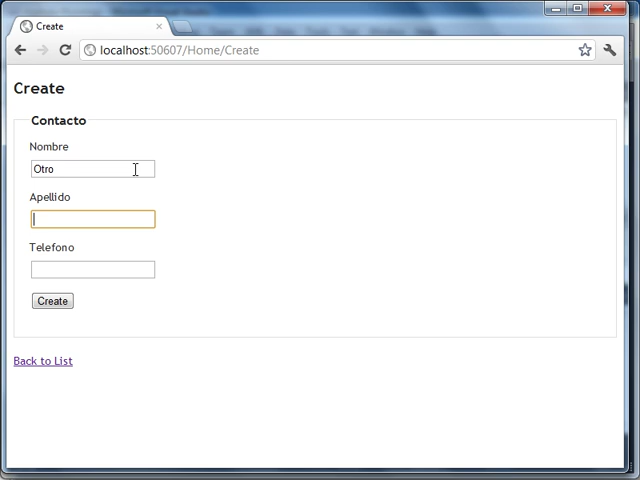 Create
localhost:50607/Home/Create
Create
Contacto
Nombre
Otro
Apellido
Telefono
Create
Back to List